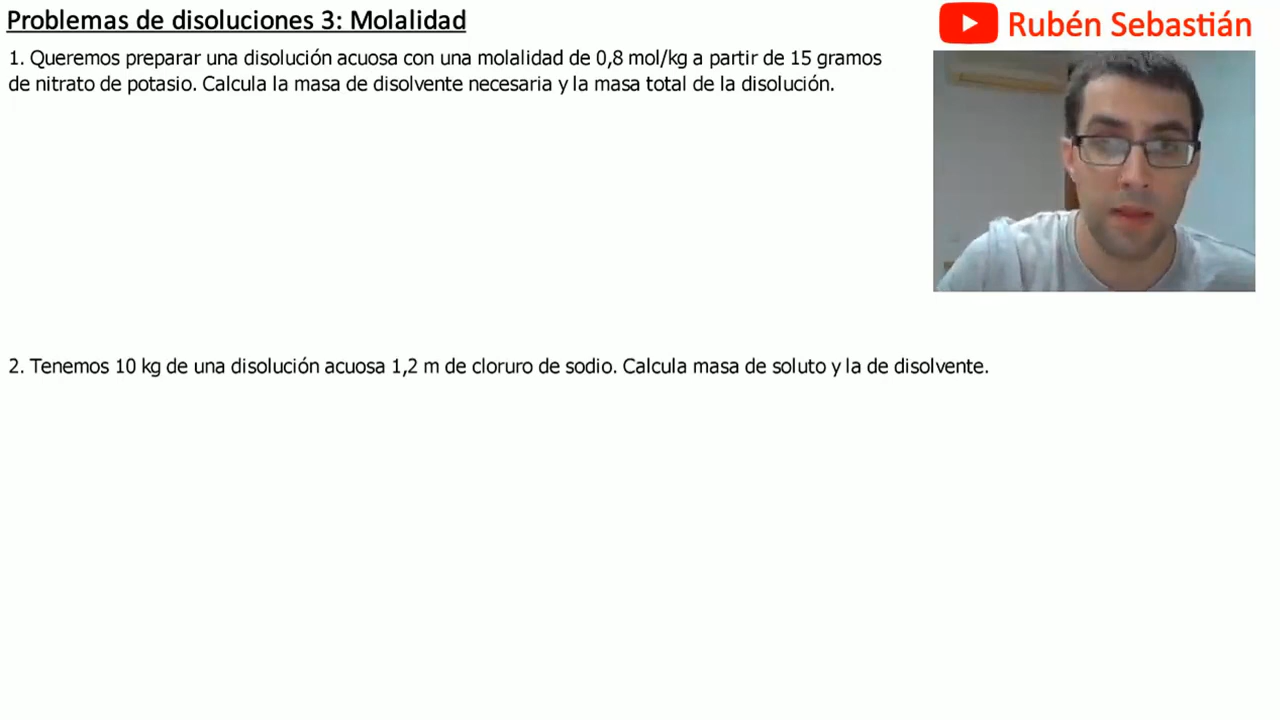 Problemas de disoluciones 3: Molalidad
Rubén Sebastián
1. Queremos preparar una disolución acuosa con una molalidad de 0,8 mol/kg a partir de 15 gramos
de nitrato de potasio. Calcula la masa de disolvente necesaria y la masa total de la disolución.
2. Tenemos 10 kg de una disolución acuosa 1,2 m de cloruro de sodio. Calcula masa de soluto y la de disolvente.